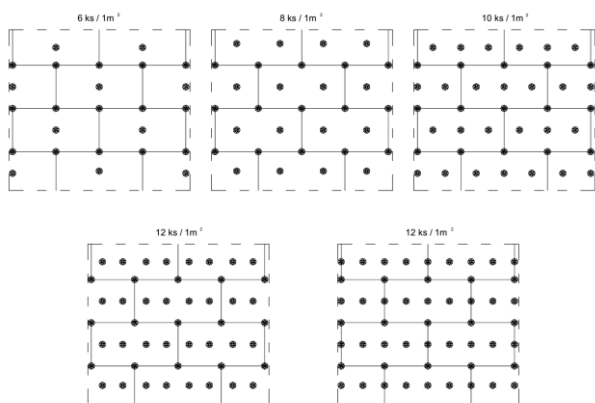 6 ks / 1m ²
8 ks / 1m ²
10 ks / 1m ²
12 ks / 1m ²
12 ks / 1m ²